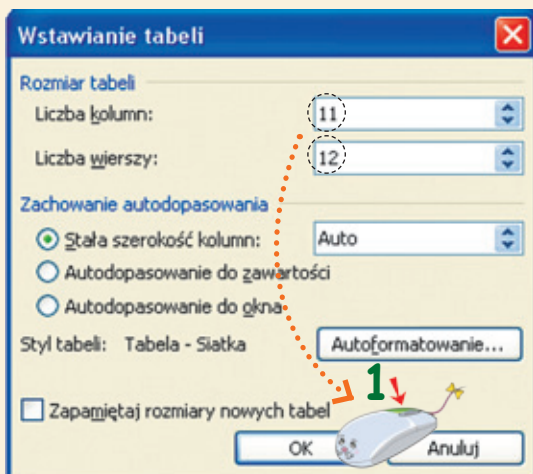 Wstawianie tabeli
Rozmiar tabeli
Liczba kolumn: 11
Liczba wierszy: 12
Zachowanie autodopasowania
Stała szerokość kolumn: Auto
Autodopasowanie do zawartości
Autodopasowanie do okna
Styl tabeli: Tabela - Siatka Autoformatowanie...
1
Zapamiętaj rozmiary nowych tabel
OK Anuluj